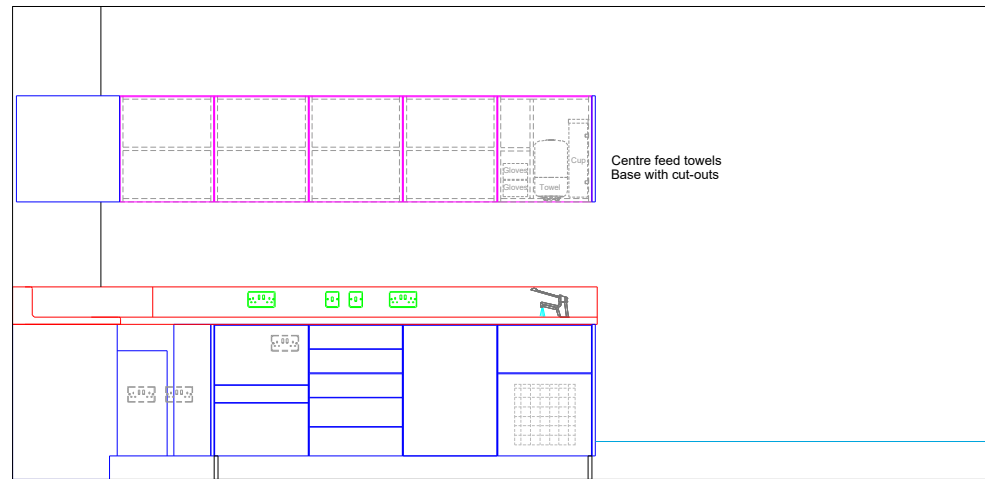 Cup
Centre feed towels
Gloves
Base with cut-outs
Gloves
Towel